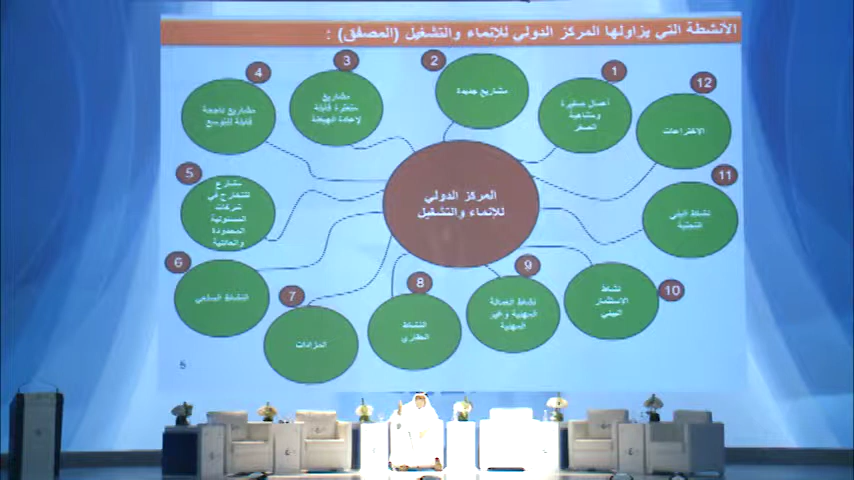 الأنشطة التي يزاولها المركز الدولي للإنماء والتشغيل (المصفق) :
المركز الدولي
للإنماء والتشغيل
1
أعمال صغيرة
ومتناهية
الصغر
2
مشاريع جديدة
3
مشاريع
متعثرة قابلة
لإعادة الهيكلة
4
مشاريع ناجحة
قابلة للتوسع
5
مشاريع
للتخارج في
شركات
المسئولية
المحدودة
والعائلية
6
النشاط السلعي
7
المزادات
8
النشاط
العقاري
9
نشاط العمالة
المهنية وغير
المهنية
10
نشاط
الاستثمار
البيئي
11
نشاط البنى
التحتية
12
الاختراعات
5